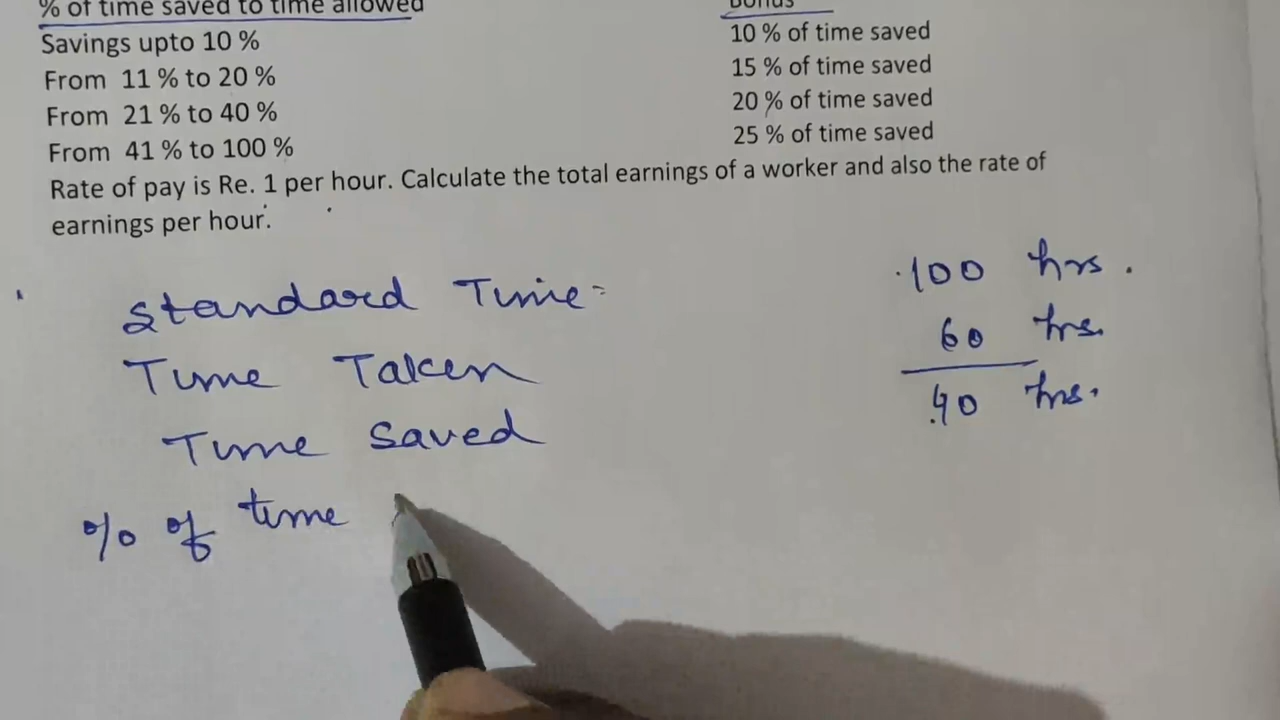 % of time saved to time allowed Bonus
Savings upto 10 % 10 % of time saved
From 11 % to 20 % 15 % of time saved
From 21 % to 40 % 20 % of time saved
From 41 % to 100 % 25 % of time saved
Rate of pay is Re. 1 per hour. Calculate the total earnings of a worker and also the rate of
earnings per hour.
Standard Time = 100 hrs.
Time Taken 60 hrs.
Time Saved 40 hrs.
% of time